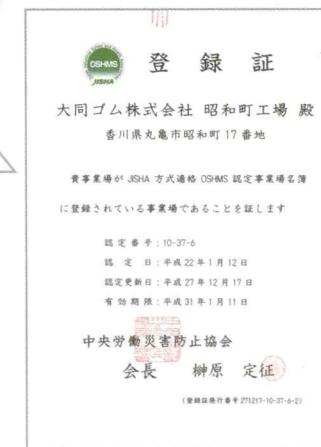 OSHMS
JISHA
登録証
大同ゴム株式会社 昭和町工場 殿
香川県丸亀市昭和町17番地
貴事業場が JISHA 方式適格 OSHMS 認定事業場名簿
に登録されている事業場であることを証します
認定番号:10-37-6
認定日:平成22年1月12日
認定更新日:平成27年12月17日
有効期限:平成31年1月11日
中央労働災害防止協会
会長 榊原 定征
(登録証発行番号271217-10-37-6-2)